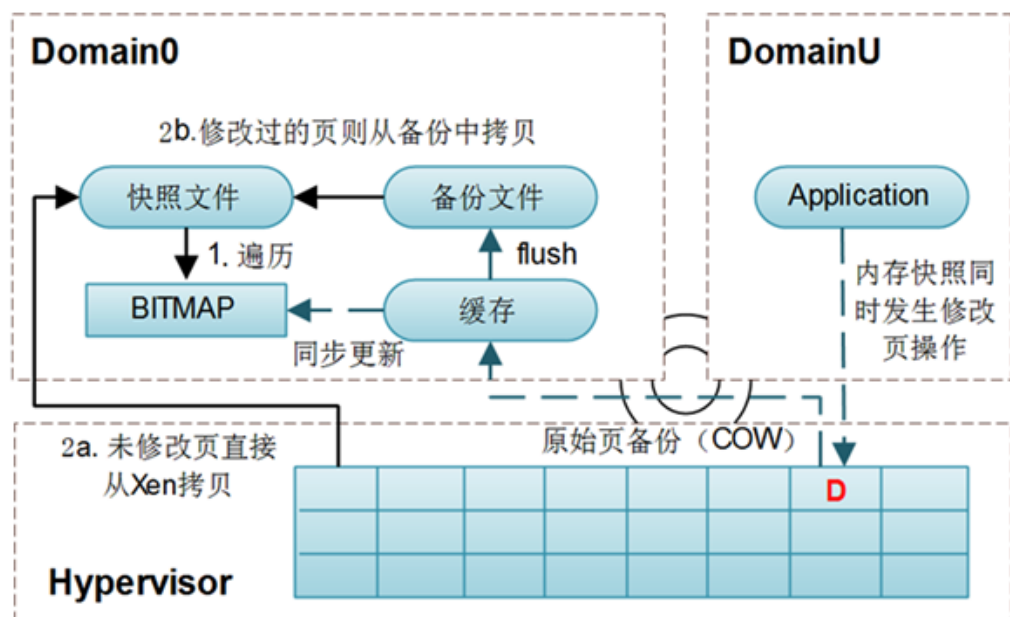 Domain0
DomainU
2b.修改过的页则从备份中拷贝
快照文件
备份文件
Application
1. 遍历
flush
BITMAP
缓存
内存快照同
时发生修改
页操作
同步更新
2a. 未修改页直接
从Xen拷贝
原始页备份（COW）
D
Hypervisor